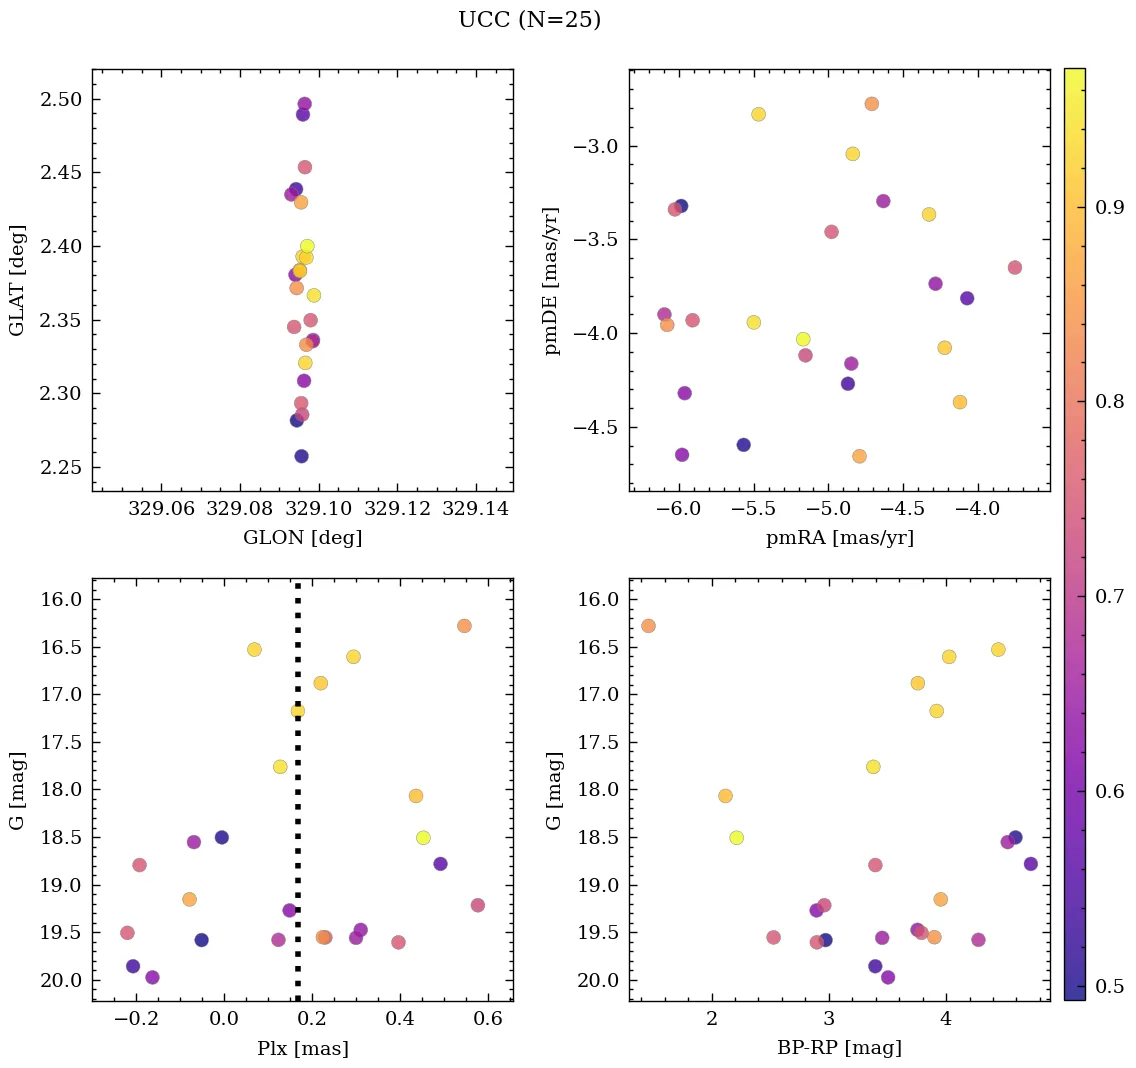 UCC (N=25)
2.50
2.45
2.40
2.35
2.30
2.25
GLAT [deg]
329.06 329.08 329.10 329.12 329.14
GLON [deg]
−3.0
−3.5
−4.0
−4.5
pmDE [mas/yr]
−6.0 −5.5 −5.0 −4.5 −4.0
pmRA [mas/yr]
0.9
0.8
0.7
0.6
0.5
16.0
16.5
17.0
17.5
18.0
18.5
19.0
19.5
20.0
G [mag]
−0.2 0.0 0.2 0.4 0.6
Plx [mas]
16.0
16.5
17.0
17.5
18.0
18.5
19.0
19.5
20.0
G [mag]
2 3 4
BP-RP [mag]